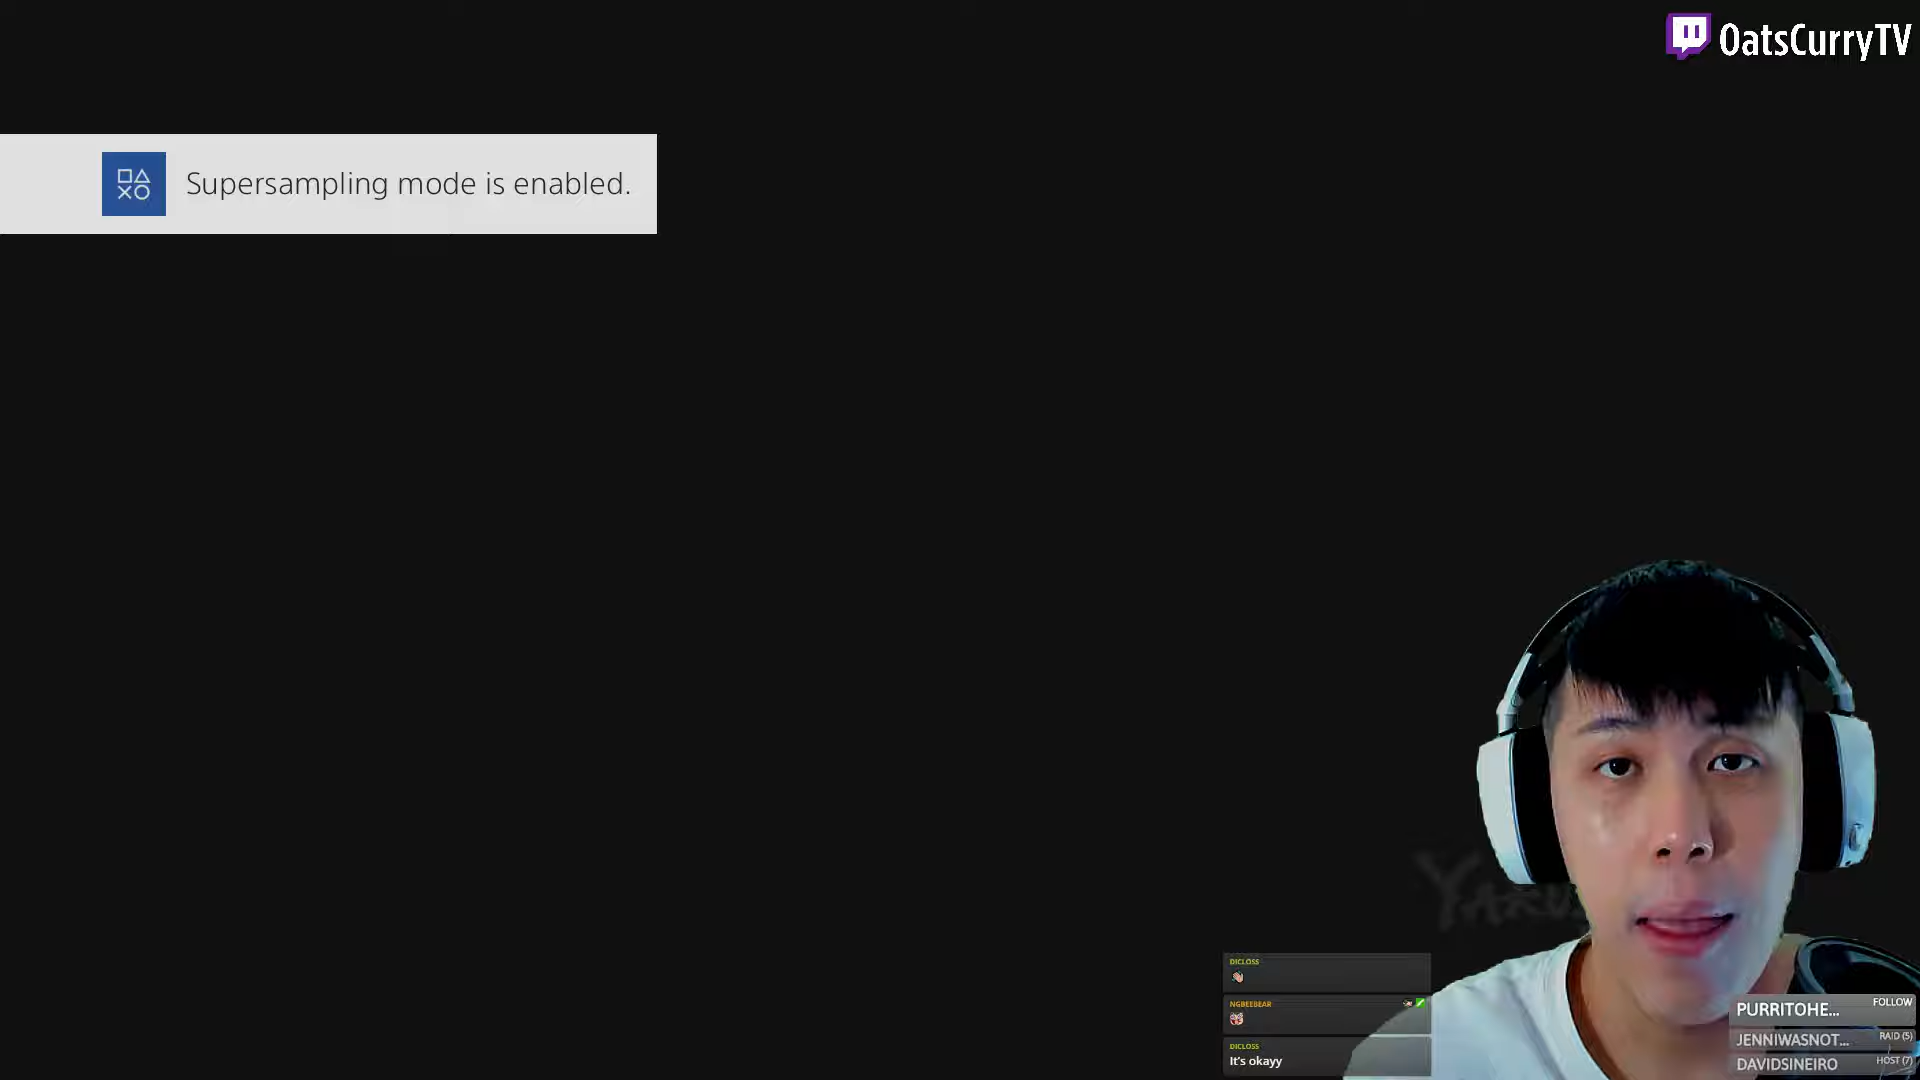 OatsCurryTV
Supersampling mode is enabled.
DICLOSS
NGBEEBEAR
DICLOSS
It's okayy
PURRITOHE... FOLLOW
JENNIWASNOT... RAID (5)
DAVIDSINEIRO HOST (7)